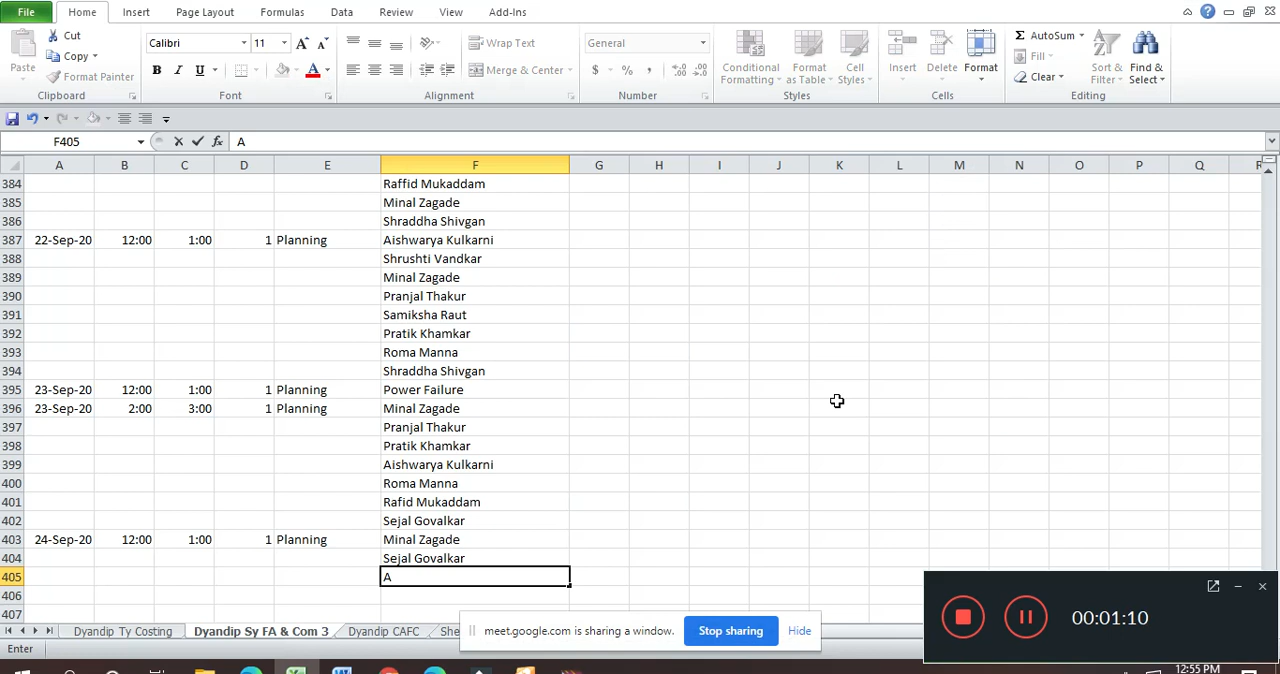 File Home Insert Page Layout Formulas Data Review View Add-Ins
Paste Cut Calibri 11 Wrap Text General Conditional Formatting Format as Table Cell Styles Insert Delete Format AutoSum Sort & Filter Find & Select
Copy Fill
Format Painter B I U A Merge & Center $ % , Clear
Clipboard Font Alignment Number Styles Cells Editing
F405 fx A
A B C D E F G H I J K L M N O P Q R
384 Raffid Mukaddam
385 Minal Zagade
386 Shraddha Shivgan
387 22-Sep-20 12:00 1:00 1 Planning Aishwarya Kulkarni
388 Shrushti Vandkar
389 Minal Zagade
390 Pranjal Thakur
391 Samiksha Raut
392 Pratik Khamkar
393 Roma Manna
394 Shraddha Shivgan
395 23-Sep-20 12:00 1:00 1 Planning Power Failure
396 23-Sep-20 2:00 3:00 1 Planning Minal Zagade
397 Pranjal Thakur
398 Pratik Khamkar
399 Aishwarya Kulkarni
400 Roma Manna
401 Rafid Mukaddam
402 Sejal Govalkar
403 24-Sep-20 12:00 1:00 1 Planning Minal Zagade
404 Sejal Govalkar
405 A
406
407
00:01:10
Dyandip Ty Costing Dyandip Sy FA & Com 3 Dyandip CAFC She
meet.google.com is sharing a window. Stop sharing Hide
Enter
12:55 PM